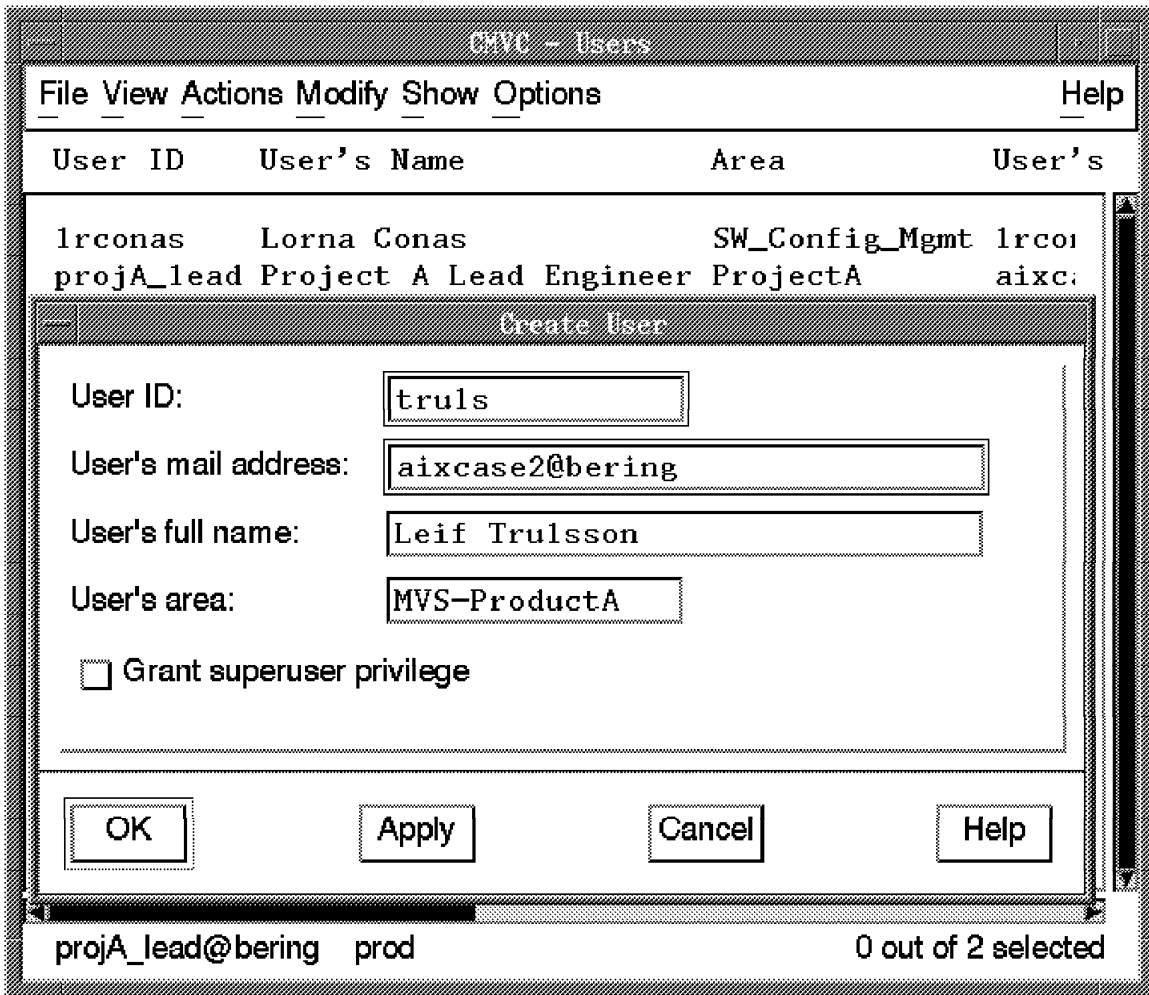 CMVC - Users
File View Actions Modify Show Options Help
User ID User's Name Area User's
lrconas Lorna Conas SW_Config_Mgmt lrcon
projA_lead Project A Lead Engineer ProjectA aixca
Create User
User ID: truls
User's mail address: aixcase2@bering
User's full name: Leif Trulsson
User's area: MVS-ProductA
Grant superuser privilege
OK Apply Cancel Help
projA_lead@bering prod 0 out of 2 selected